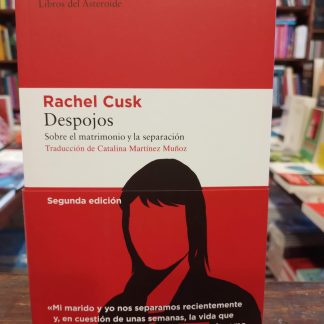 Libros del Asteroide
Rachel Cusk
Despojos
Sobre el matrimonio y la separación
Traducción de Catalina Martínez Muñoz
Segunda edición
«Mi marido y yo nos separamos recientemente
y, en cuestión de unas semanas, la vida que